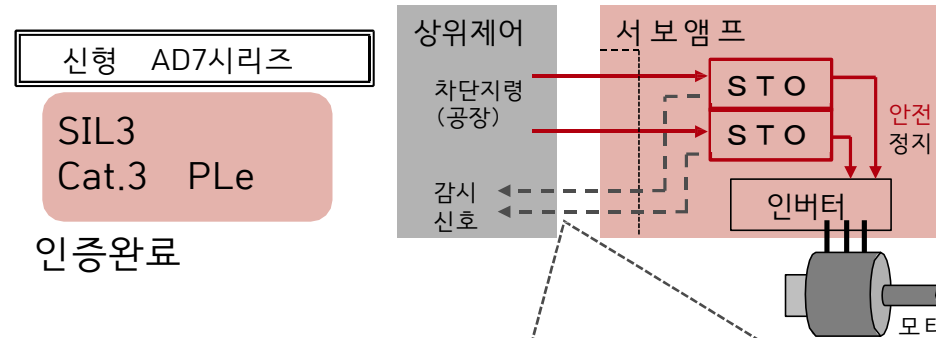 신형 AD7시리즈
SIL3
Cat.3 PLe
인증완료
상위제어
서보앰프
차단지령
(공장)
STO
STO
안전
정지
감시
신호
인버터
모터